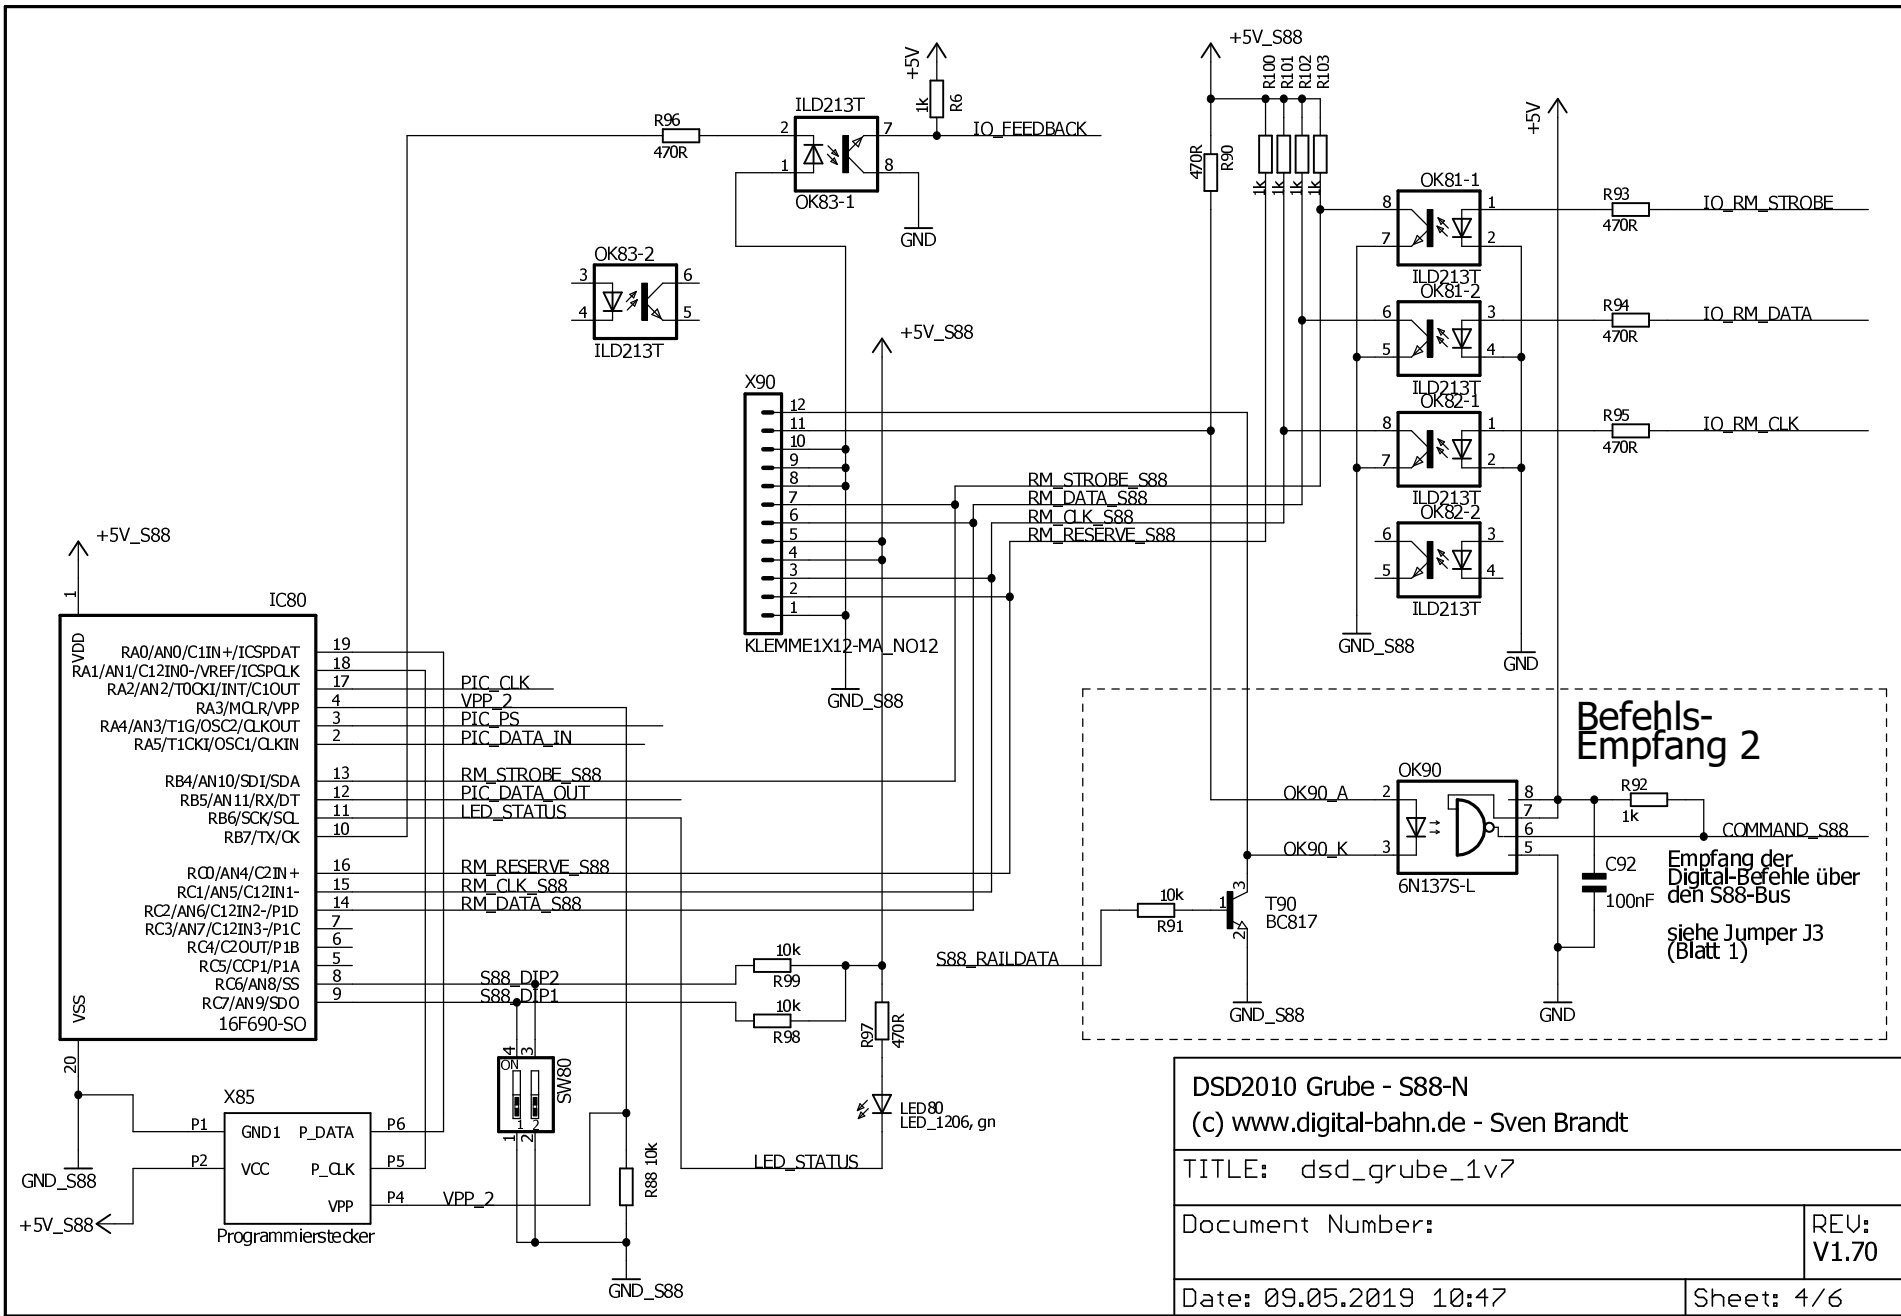 +5V_S88
R100
R101
R102
R103
+5V
1k
R6
ILD213T
R96
470R
2
1
7
8
IO_FEEDBACK
OK83-1
GND
470R
R90
1k
1k
1k
1k
+5V
OK81-1
8
7
1
2
R93
470R
IO_RM_STROBE
ILD213T
OK81-2
6
5
3
4
R94
470R
IO_RM_DATA
ILD213T
OK82-1
8
7
1
2
R95
470R
IO_RM_CLK
ILD213T
OK82-2
6
5
3
4
ILD213T
GND_S88
GND
OK83-2
3
4
6
5
ILD213T
+5V_S88
X90
12
11
10
9
8
7
6
5
4
3
2
1
KLEMME1X12-MA_NO12
GND_S88
RM_STROBE_S88
RM_DATA_S88
RM_CLK_S88
RM_RESERVE_S88
+5V_S88
1
IC80
VDD
RA0/AN0/C1IN+/ICSPDAT 19
RA1/AN1/C12IN0-/VREF/ICSPCLK 18
RA2/AN2/T0CKI/INT/C1OUT 17 PIC_CLK
RA3/MCLR/VPP 4 VPP_2
RA4/AN3/T1G/OSC2/CLKOUT 3 PIC_PS
RA5/T1CKI/OSC1/CLKIN 2 PIC_DATA_IN
RB4/AN10/SDI/SDA 13 RM_STROBE_S88
RB5/AN11/RX/DT 12 PIC_DATA_OUT
RB6/SCK/SCL 11 LED_STATUS
RB7/TX/CK 10
RC0/AN4/C2IN+ 16 RM_RESERVE_S88
RC1/AN5/C12IN1- 15 RM_CLK_S88
RC2/AN6/C12IN2-/P1D 14 RM_DATA_S88
RC3/AN7/C12IN3-/P1C 7
RC4/C2OUT/P1B 6
RC5/CCP1/P1A 5
RC6/AN8/SS 8 S88_DIP2
RC7/AN9/SDO 9 S88_DIP1
VSS
16F690-SO
20
10k
R99
10k
R98
R97
470R
LED80
LED_1206, gn
LED_STATUS
4
3
ON
1 2
SW80
1
2
X85
P1 GND1 P_DATA P6
P2 VCC P_CLK P5
VPP P4 VPP_2
Programmierstecker
GND_S88
+5V_S88
R88 10k
GND_S88
Befehls-
Empfang 2
OK90
OK90_A 2
OK90_K 3
8
7
6
5
6N137S-L
R92
1k
COMMAND_S88
C92
100nF
Empfang der
Digital-Befehle über
den S88-Bus
siehe Jumper J3
(Blatt 1)
S88_RAILDATA
10k
R91
1
3
2
T90
BC817
GND_S88
GND
DSD2010 Grube - S88-N
(c) www.digital-bahn.de - Sven Brandt
TITLE: dsd_grube_1v7
Document Number:
REV:
V1.70
Date: 09.05.2019 10:47
Sheet: 4/6